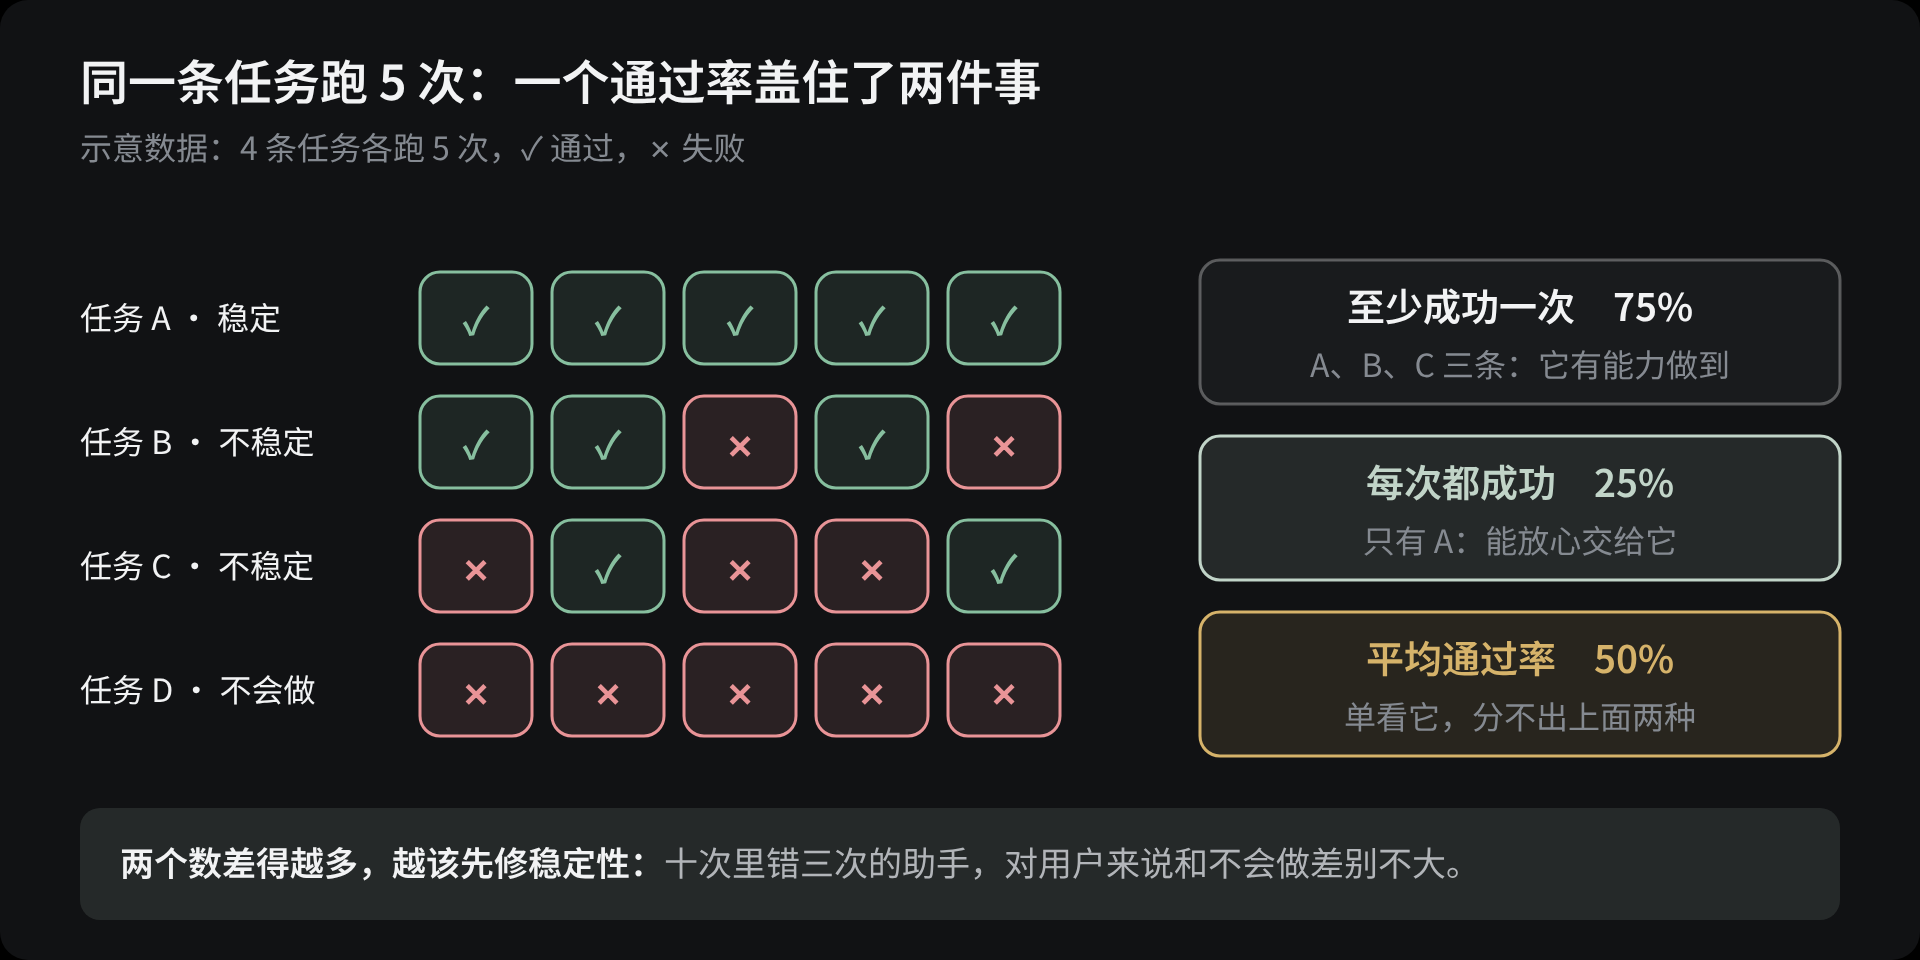 同一条任务跑 5 次：一个通过率盖住了两件事
示意数据：4 条任务各跑 5 次，✓ 通过，× 失败
任务 A · 稳定 ✓ ✓ ✓ ✓ ✓
至少成功一次 75%
A、B、C 三条：它有能力做到
任务 B · 不稳定 ✓ ✓ × ✓ ×
每次都成功 25%
只有 A：能放心交给它
任务 C · 不稳定 × ✓ × × ✓
平均通过率 50%
单看它，分不出上面两种
任务 D · 不会做 × × × × ×
两个数差得越多，越该先修稳定性：十次里错三次的助手，对用户来说和不会做差别不大。